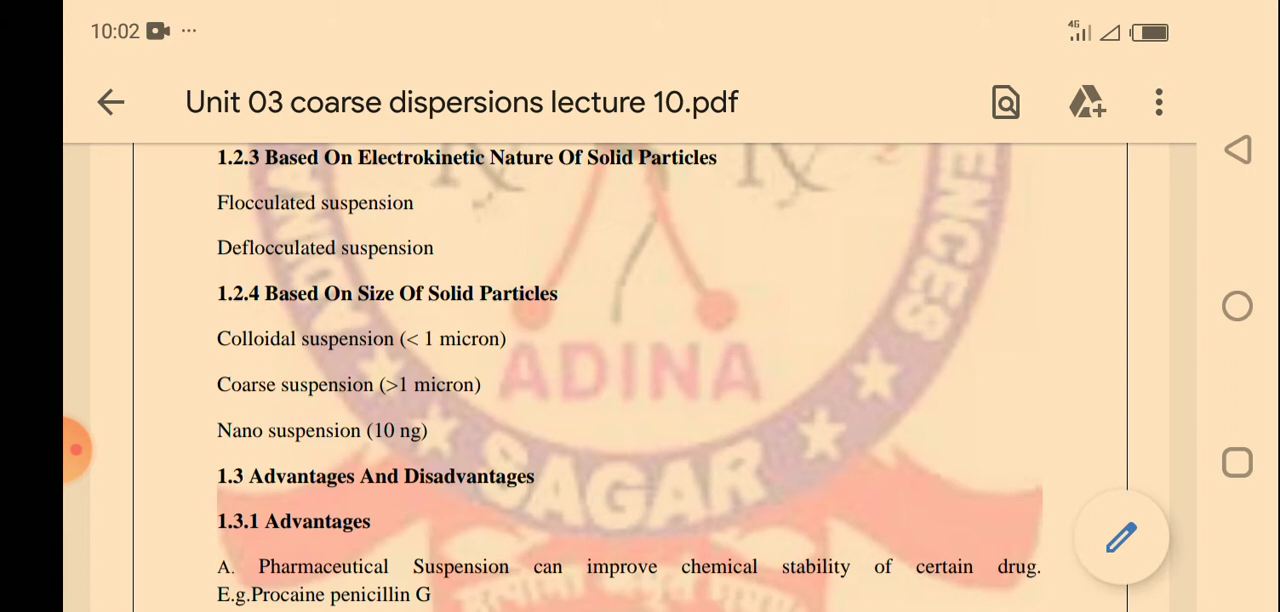 10:02
4G
Unit 03 coarse dispersions lecture 10.pdf
1.2.3 Based On Electrokinetic Nature Of Solid Particles
Flocculated suspension
Deflocculated suspension
1.2.4 Based On Size Of Solid Particles
Colloidal suspension (< 1 micron)
Coarse suspension (>1 micron)
Nano suspension (10 ng)
1.3 Advantages And Disadvantages
1.3.1 Advantages
A. Pharmaceutical Suspension can improve chemical stability of certain drug.
E.g.Procaine penicillin G
ADINA
SAGAR